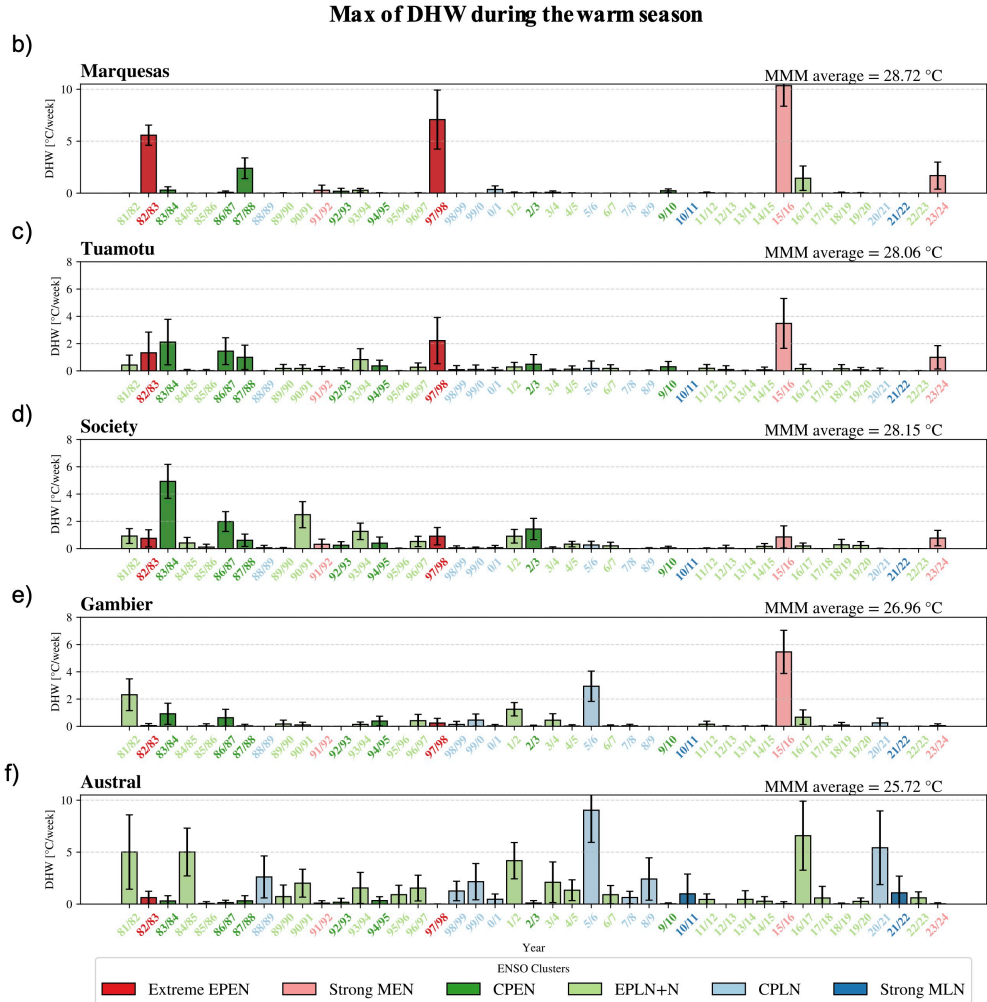 Max of DHW during the warm season
b)
Marquesas
MMM average = 28.72 °C
DHW [°C/week]
10
5
0
81/82 82/83 83/84 84/85 85/86 86/87 87/88 88/89 89/90 90/91 91/92 92/93 93/94 94/95 95/96 96/97 97/98 98/99 99/0 0/1 1/2 2/3 3/4 4/5 5/6 6/7 7/8 8/9 9/10 10/11 11/12 12/13 13/14 14/15 15/16 16/17 17/18 18/19 19/20 20/21 21/22 22/23 23/24
c)
Tuamotu
MMM average = 28.06 °C
DHW [°C/week]
8
6
4
2
0
81/82 82/83 83/84 84/85 85/86 86/87 87/88 88/89 89/90 90/91 91/92 92/93 93/94 94/95 95/96 96/97 97/98 98/99 99/0 0/1 1/2 2/3 3/4 4/5 5/6 6/7 7/8 8/9 9/10 10/11 11/12 12/13 13/14 14/15 15/16 16/17 17/18 18/19 19/20 20/21 21/22 22/23 23/24
d)
Society
MMM average = 28.15 °C
DHW [°C/week]
8
6
4
2
0
81/82 82/83 83/84 84/85 85/86 86/87 87/88 88/89 89/90 90/91 91/92 92/93 93/94 94/95 95/96 96/97 97/98 98/99 99/0 0/1 1/2 2/3 3/4 4/5 5/6 6/7 7/8 8/9 9/10 10/11 11/12 12/13 13/14 14/15 15/16 16/17 17/18 18/19 19/20 20/21 21/22 22/23 23/24
e)
Gambier
MMM average = 26.96 °C
DHW [°C/week]
8
6
4
2
0
81/82 82/83 83/84 84/85 85/86 86/87 87/88 88/89 89/90 90/91 91/92 92/93 93/94 94/95 95/96 96/97 97/98 98/99 99/0 0/1 1/2 2/3 3/4 4/5 5/6 6/7 7/8 8/9 9/10 10/11 11/12 12/13 13/14 14/15 15/16 16/17 17/18 18/19 19/20 20/21 21/22 22/23 23/24
f)
Austral
MMM average = 25.72 °C
DHW [°C/week]
10
5
0
81/82 82/83 83/84 84/85 85/86 86/87 87/88 88/89 89/90 90/91 91/92 92/93 93/94 94/95 95/96 96/97 97/98 98/99 99/0 0/1 1/2 2/3 3/4 4/5 5/6 6/7 7/8 8/9 9/10 10/11 11/12 12/13 13/14 14/15 15/16 16/17 17/18 18/19 19/20 20/21 21/22 22/23 23/24
Year
ENSO Clusters
Extreme EPEN Strong MEN CPEN EPLN+N CPLN Strong MLN